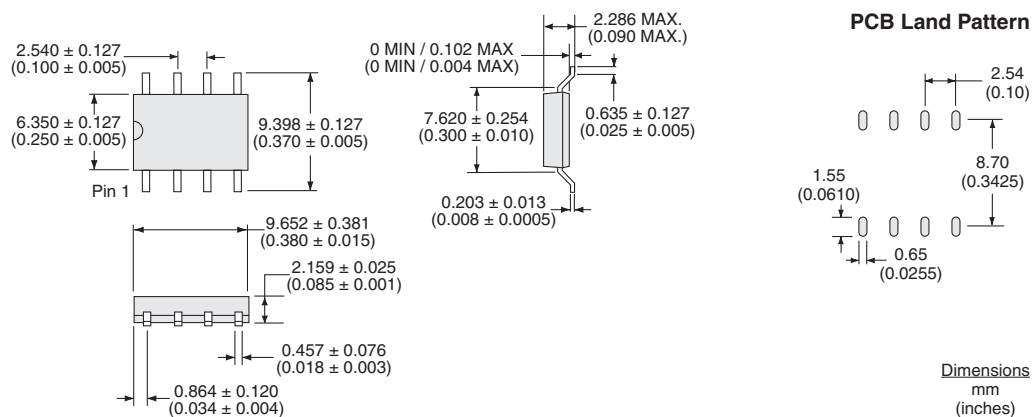 2.540 ± 0.127
(0.100 ± 0.005)
6.350 ± 0.127
(0.250 ± 0.005)
9.398 ± 0.127
(0.370 ± 0.005)
Pin 1
9.652 ± 0.381
(0.380 ± 0.015)
2.159 ± 0.025
(0.085 ± 0.001)
0.457 ± 0.076
(0.018 ± 0.003)
0.864 ± 0.120
(0.034 ± 0.004)
2.286 MAX.
(0.090 MAX.)
0 MIN / 0.102 MAX
(0 MIN / 0.004 MAX)
7.620 ± 0.254
(0.300 ± 0.010)
0.635 ± 0.127
(0.025 ± 0.005)
0.203 ± 0.013
(0.008 ± 0.0005)
PCB Land Pattern
2.54
(0.10)
8.70
(0.3425)
1.55
(0.0610)
0.65
(0.0255)
Dimensions
mm
(inches)